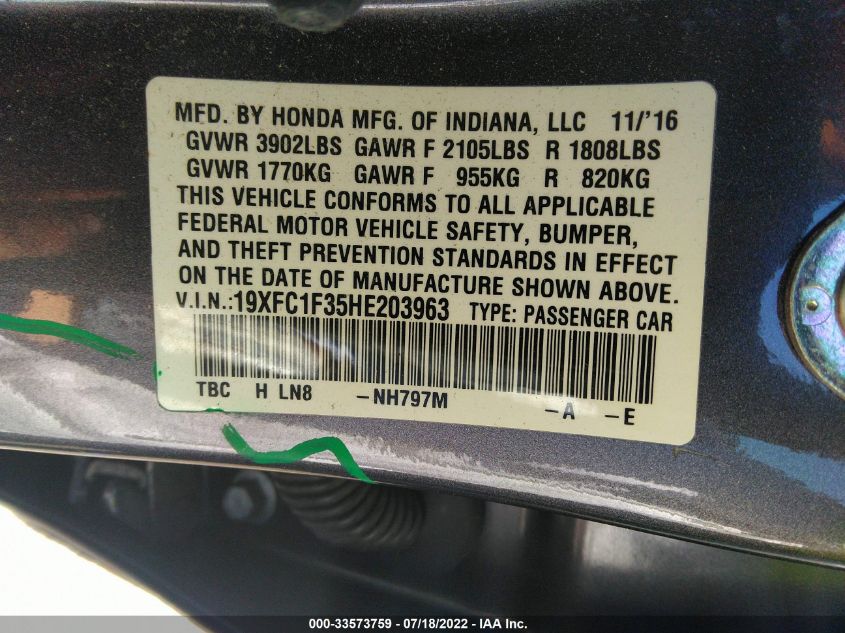 MFD. BY HONDA MFG. OF INDIANA, LLC 11/'16
GVWR 3902LBS GAWR F 2105LBS R 1808LBS
GVWR 1770KG GAWR F 955KG R 820KG
THIS VEHICLE CONFORMS TO ALL APPLICABLE
FEDERAL MOTOR VEHICLE SAFETY, BUMPER,
AND THEFT PREVENTION STANDARDS IN EFFECT
ON THE DATE OF MANUFACTURE SHOWN ABOVE.
V.I.N.:19XFC1F35HE203963 TYPE: PASSENGER CAR
TBC H LN8 -NH797M -A -E
000-33573759 - 07/18/2022 - IAA Inc.